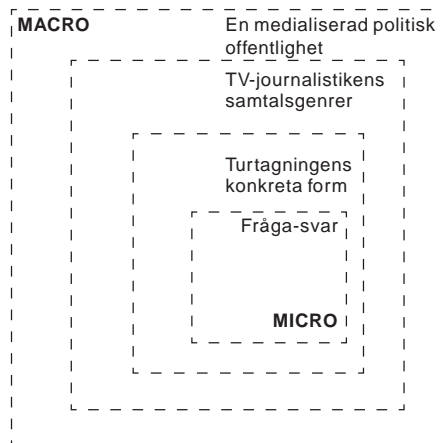 MACRO En medialiserad politisk
offentlighet
TV-journalistikens
samtalsgenrer
Turtagningens
konkreta form
Fråga-svar
MICRO